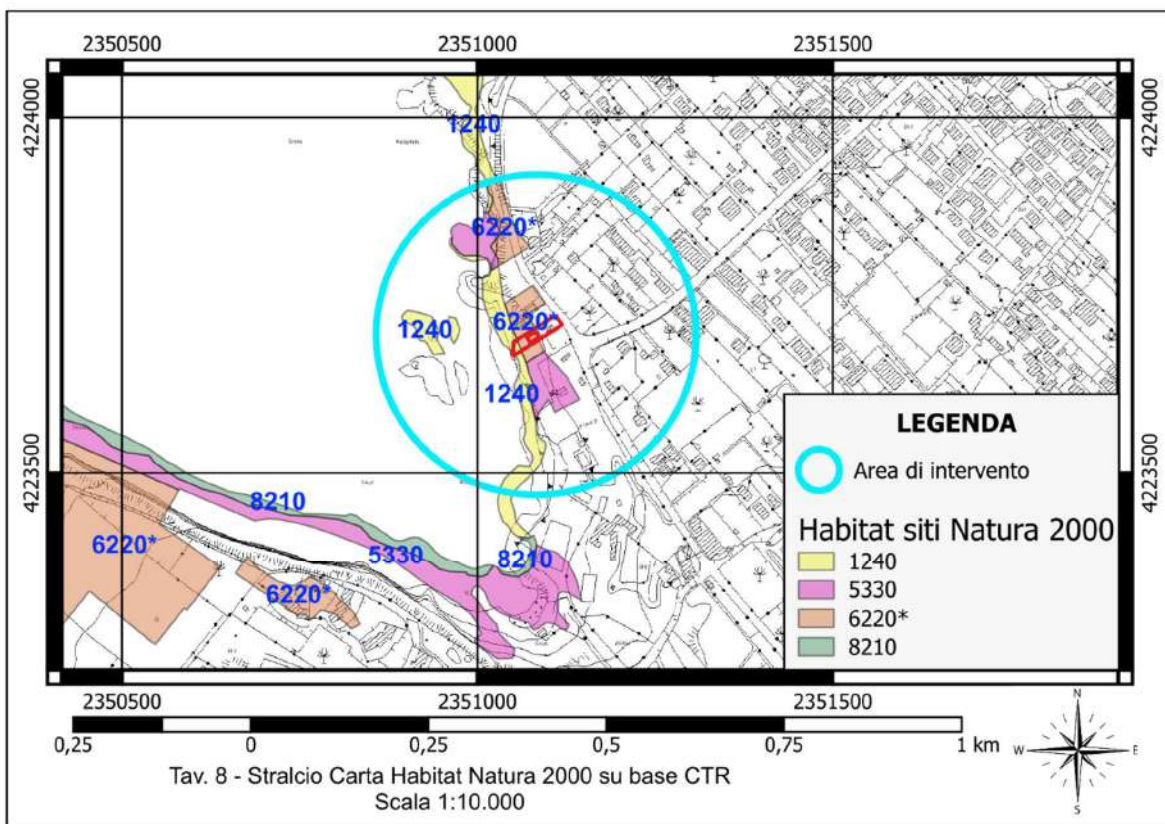 2350500 2351000 2351500
4224000 4224000
1240
6220*
1240 6220*
1240
4223500 4223500
LEGENDA
Area di intervento
Habitat siti Natura 2000
1240
5330
6220*
8210
8210
6220* 5330 8210
6220*
2350500 2351000 2351500
0,25 0 0,25 0,5 0,75 1 km
Tav. 8 - Stralcio Carta Habitat Natura 2000 su base CTR
Scala 1:10.000
N
W E
S